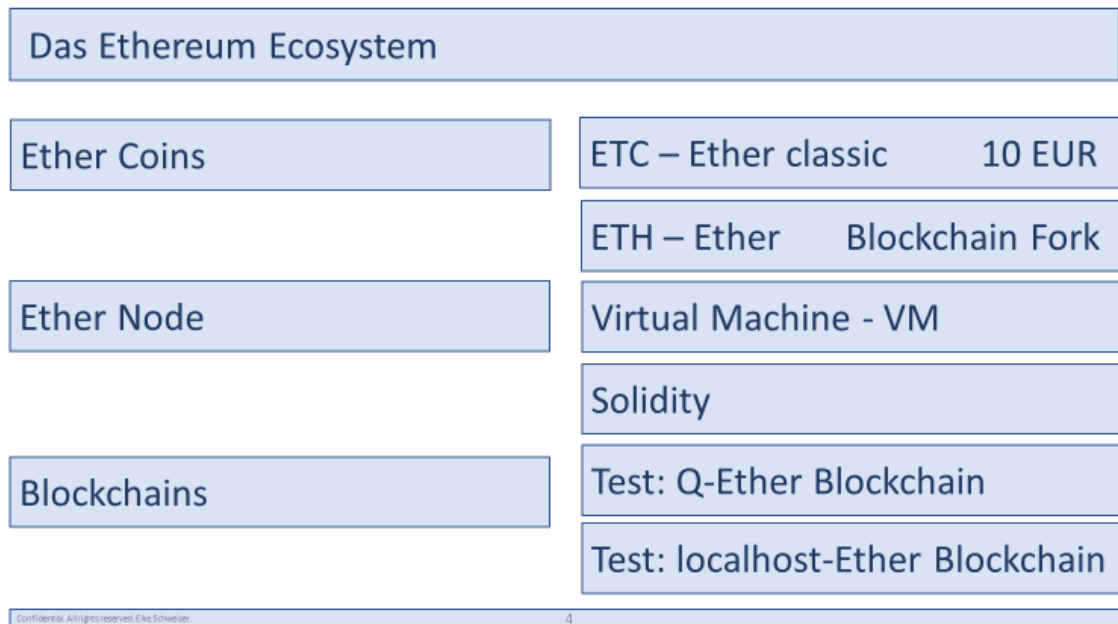 Das Ethereum Ecosystem
Ether Coins
ETC – Ether classic 10 EUR
ETH – Ether Blockchain Fork
Ether Node
Virtual Machine - VM
Solidity
Blockchains
Test: Q-Ether Blockchain
Test: localhost-Ether Blockchain
Confidential. All rights reserved. Elke Schweizer.
4